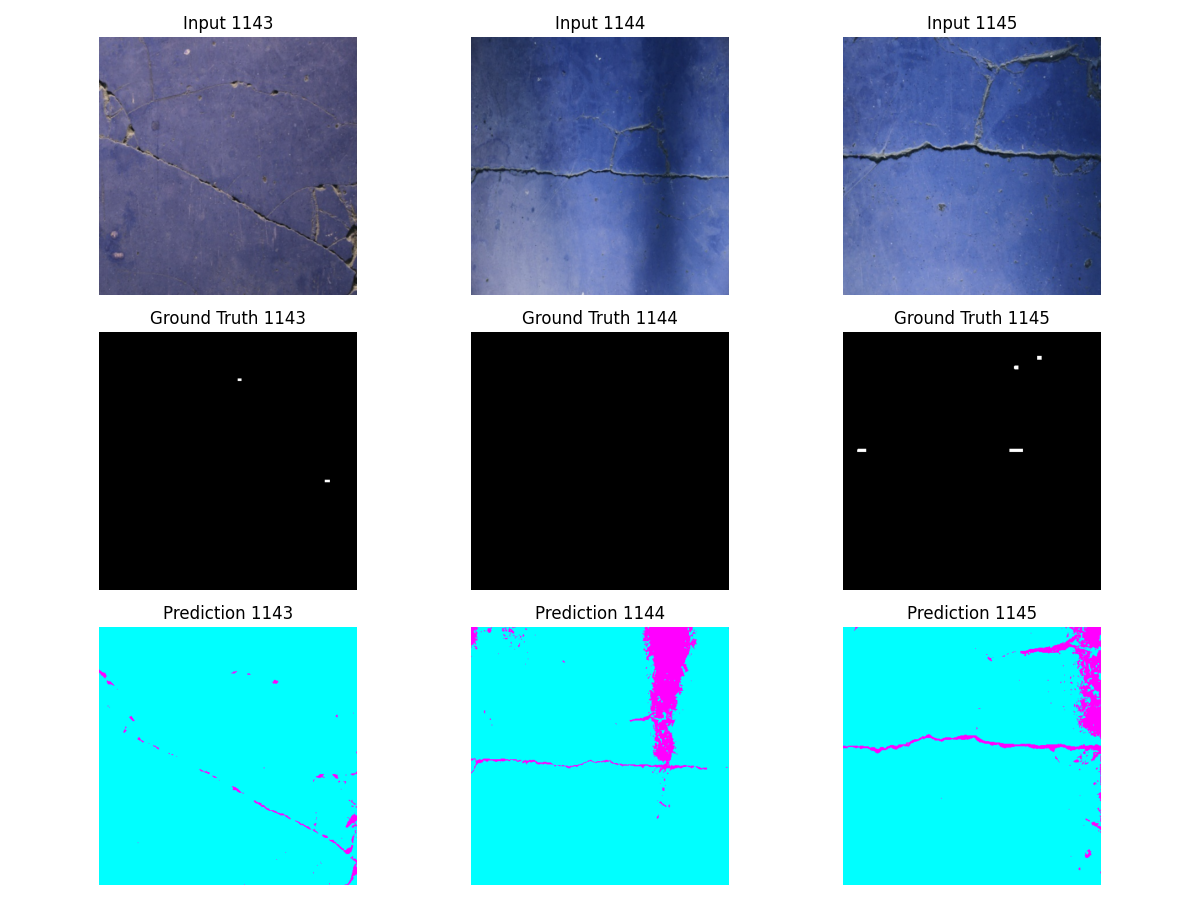 Input 1143
Input 1144
Input 1145
Ground Truth 1143
Ground Truth 1144
Ground Truth 1145
Prediction 1143
Prediction 1144
Prediction 1145